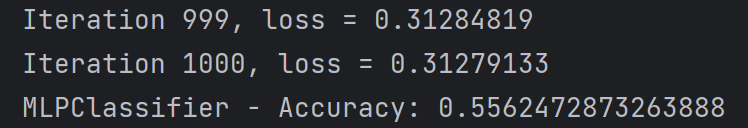 Iteration 999, loss = 0.31284819
Iteration 1000, loss = 0.31279133
MLPClassifier - Accuracy: 0.5562472873263888